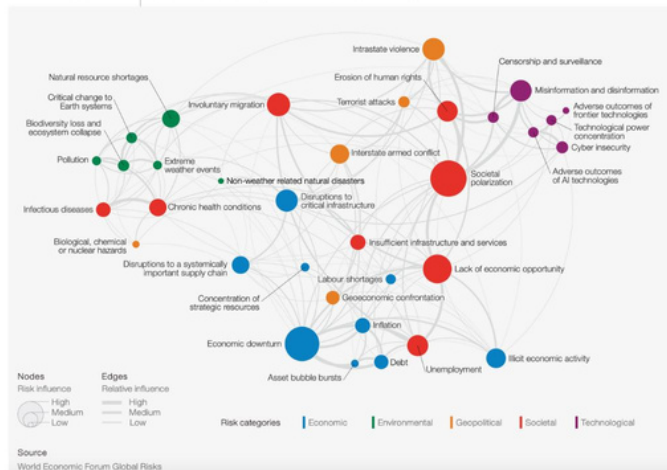 Intrastate violence
Censorship and surveillance
Erosion of human rights
Natural resource shortages
Misinformation and disinformation
Critical change to
Earth systems
Involuntary migration
Terrorist attacks
Adverse outcomes of
frontier technologies
Biodiversity loss and
ecosystem collapse
Technological power
concentration
Cyber insecurity
Interstate armed conflict
Pollution
Extreme
weather events
Non-weather related natural disasters
Societal
polarization
Adverse outcomes
of AI technologies
Disruptions to
critical infrastructure
Infectious diseases
Chronic health conditions
Biological, chemical
or nuclear hazards
Insufficient infrastructure and services
Disruptions to a systemically
important supply chain
Lack of economic opportunity
Labour shortages
Concentration of
strategic resources
Geoeconomic confrontation
Inflation
Economic downturn
Illicit economic activity
Debt
Unemployment
Asset bubble bursts
Nodes
Risk influence
High
Medium
Low
Edges
Relative influence
High
Medium
Low
Risk categories
Economic
Environmental
Geopolitical
Societal
Technological
Source
World Economic Forum Global Risks